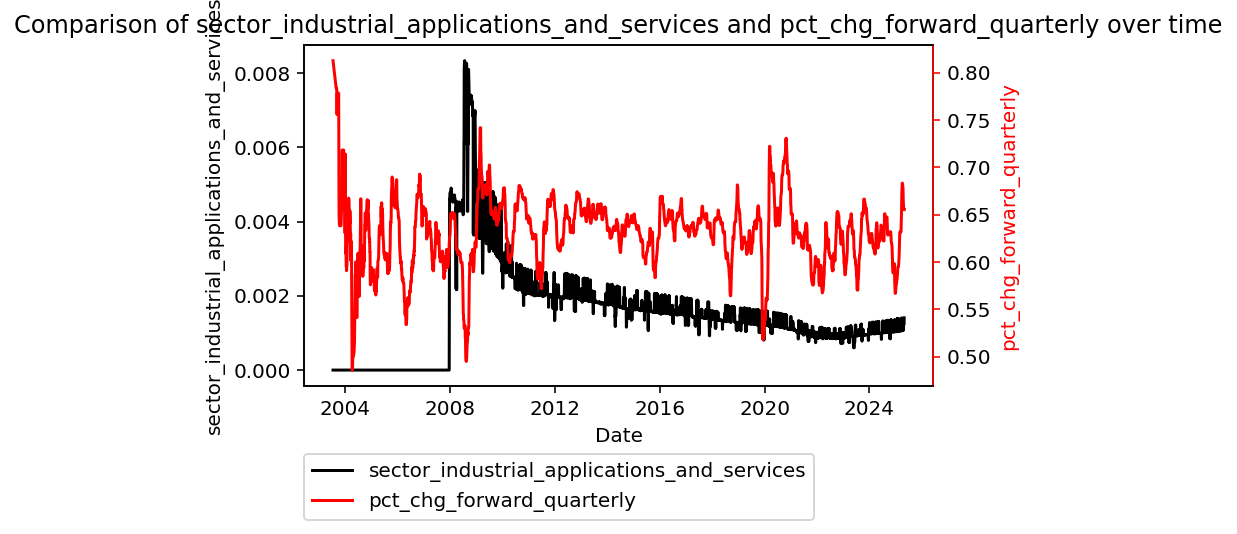 Comparison of sector_industrial_applications_and_services and pct_chg_forward_quarterly over time
sector_industrial_applications_and_services
0.008
0.006
0.004
0.002
0.000
0.80
0.75
0.70
0.65
0.60
0.55
0.50
pct_chg_forward_quarterly
2004 2008 2012 2016 2020 2024
Date
sector_industrial_applications_and_services
pct_chg_forward_quarterly